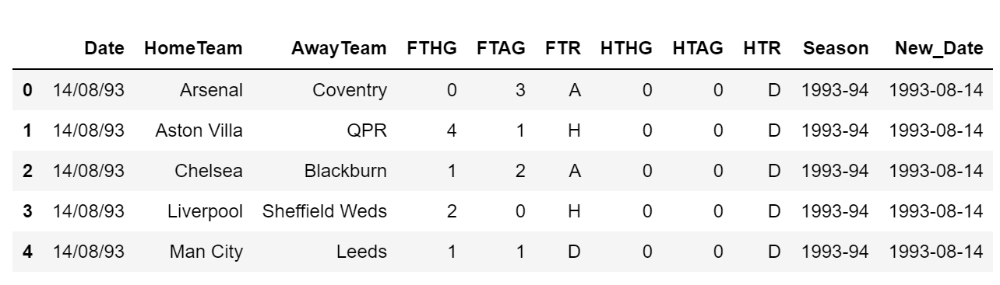 Date HomeTeam AwayTeam FTHG FTAG FTR HTHG HTAG HTR Season New_Date
0 14/08/93 Arsenal Coventry 0 3 A 0 0 D 1993-94 1993-08-14
1 14/08/93 Aston Villa QPR 4 1 H 0 0 D 1993-94 1993-08-14
2 14/08/93 Chelsea Blackburn 1 2 A 0 0 D 1993-94 1993-08-14
3 14/08/93 Liverpool Sheffield Weds 2 0 H 0 0 D 1993-94 1993-08-14
4 14/08/93 Man City Leeds 1 1 D 0 0 D 1993-94 1993-08-14